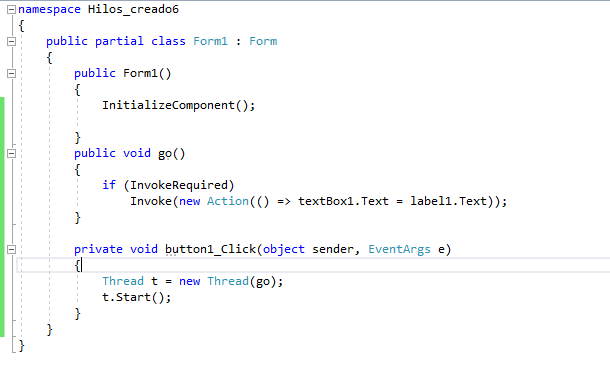 namespace Hilos_creado6
{
public partial class Form1 : Form
{
public Form1()
{
InitializeComponent();
}
public void go()
{
if (InvokeRequired)
Invoke(new Action(() => textBox1.Text = label1.Text));
}
private void button1_Click(object sender, EventArgs e)
{
Thread t = new Thread(go);
t.Start();
}
}
}